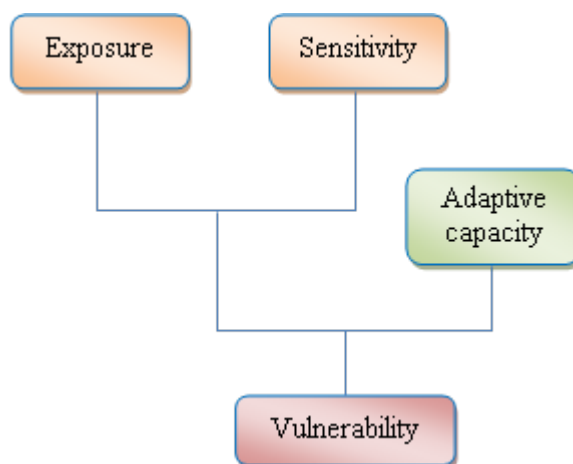 Exposure
Sensitivity
Adaptive
capacity
Vulnerability